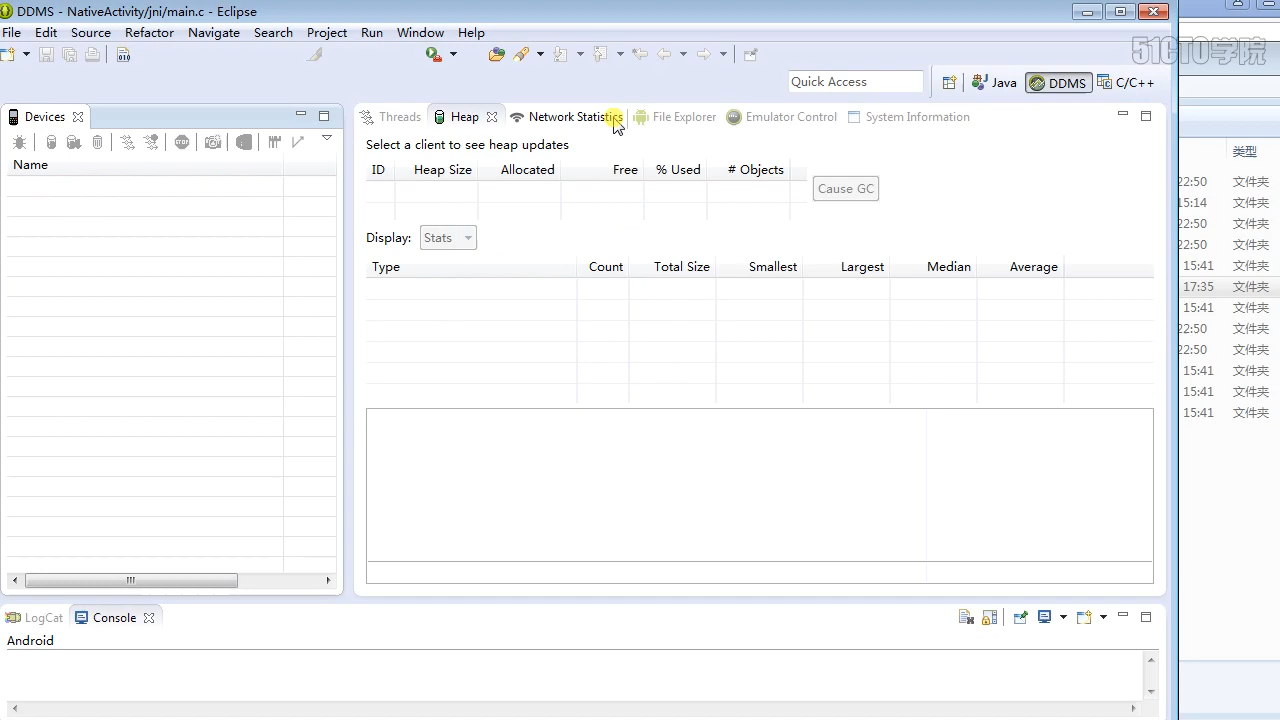 DDMS - NativeActivity/jni/main.c - Eclipse
File Edit Source Refactor Navigate Search Project Run Window Help
51CTO学院
Quick Access
Java DDMS C/C++
Devices
Threads Heap Network Statistics File Explorer Emulator Control System Information
Name
Select a client to see heap updates
ID Heap Size Allocated Free % Used # Objects
Cause GC
Display: Stats
Type Count Total Size Smallest Largest Median Average
类型
22:50 文件夹
15:14 文件夹
22:50 文件夹
22:50 文件夹
15:41 文件夹
17:35 文件夹
15:41 文件夹
22:50 文件夹
22:50 文件夹
15:41 文件夹
15:41 文件夹
15:41 文件夹
LogCat Console
Android